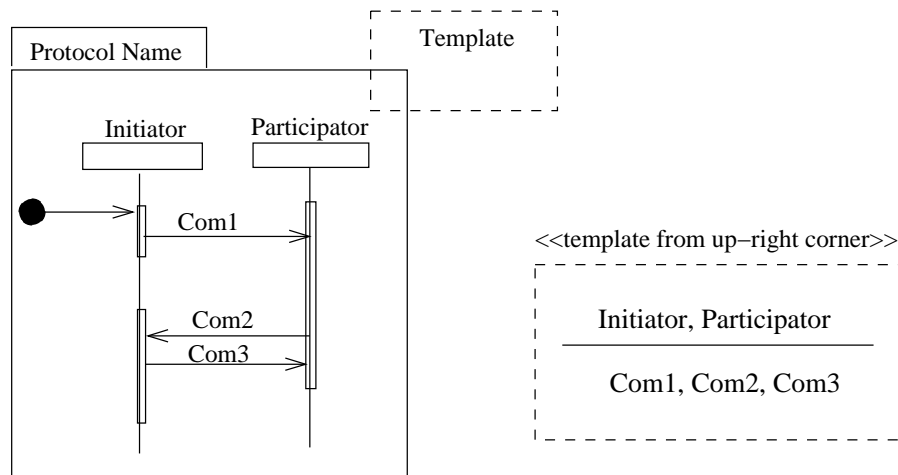 Template
Protocol Name
Initiator
Participator
Com1
Com2
Com3
<<template from up−right corner>>
Initiator, Participator
Com1, Com2, Com3